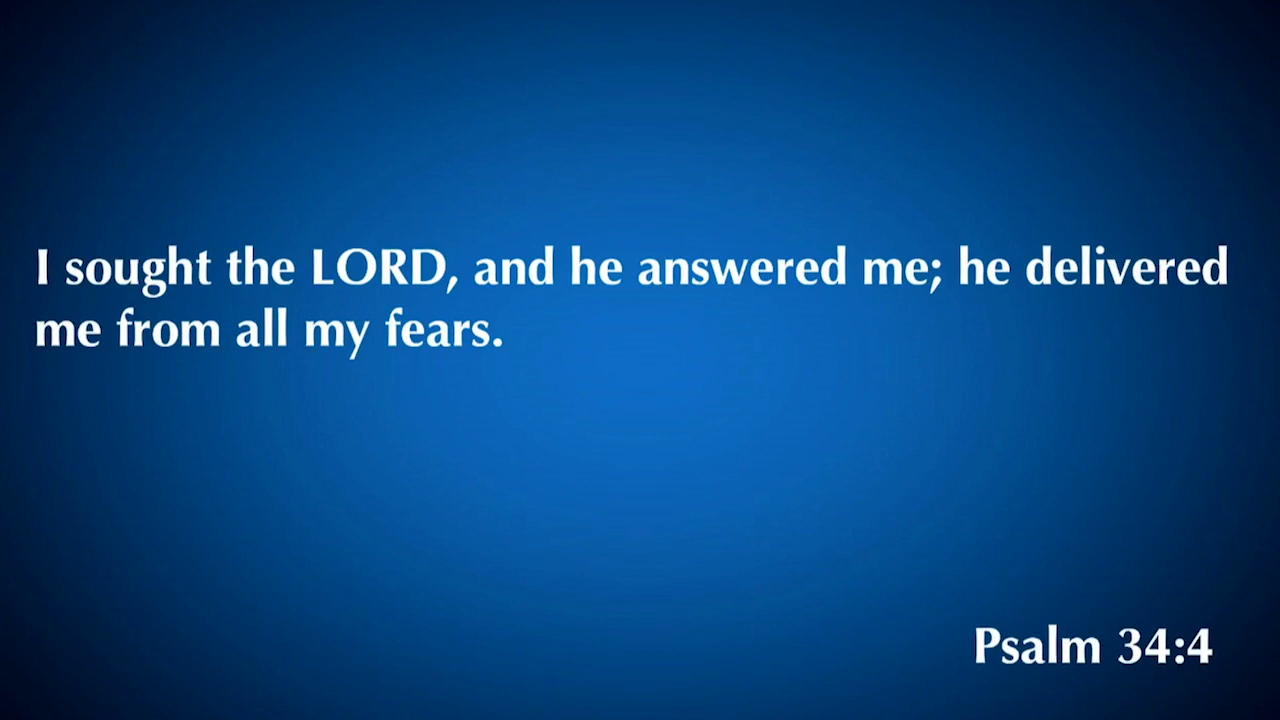 I sought the LORD, and he answered me; he delivered
me from all my fears.
Psalm 34:4